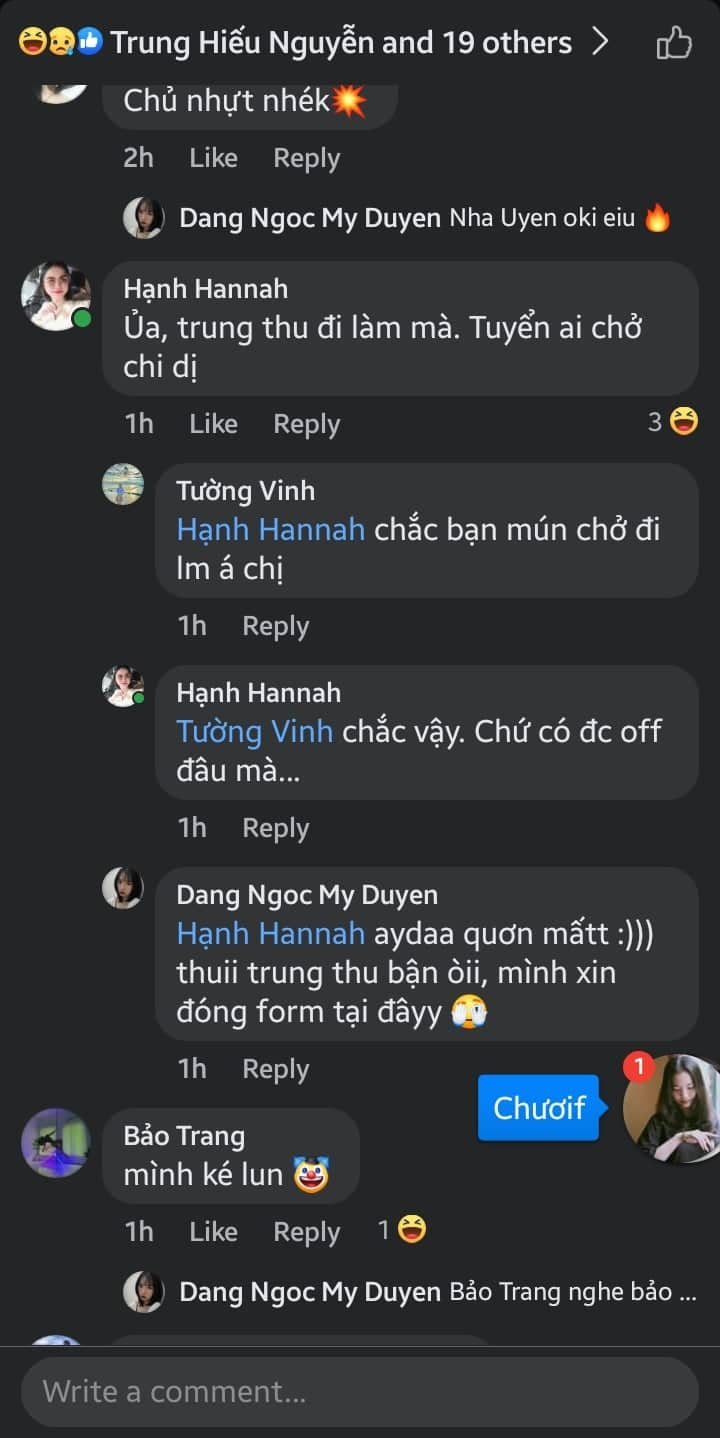 Trung Hiếu Nguyễn and 19 others
Chủ nhựt nhék💥
2h Like Reply
Dang Ngoc My Duyen Nha Uyen oki eiu 🔥
Hạnh Hannah
Ủa, trung thu đi làm mà. Tuyển ai chở
chi dị
1h Like Reply 3
Tường Vinh
Hạnh Hannah chắc bạn mún chở đi
lm á chị
1h Reply
Hạnh Hannah
Tường Vinh chắc vậy. Chứ có đc off
đâu mà...
1h Reply
Dang Ngoc My Duyen
Hạnh Hannah aydaa quơn mấtt :)))
thuii trung thu bận òii, mình xin
đóng form tại đâyy 🫣
1h Reply
1
Chươif
Bảo Trang
mình ké lun 🤡
1h Like Reply 1
Dang Ngoc My Duyen Bảo Trang nghe bảo ...
Write a comment...